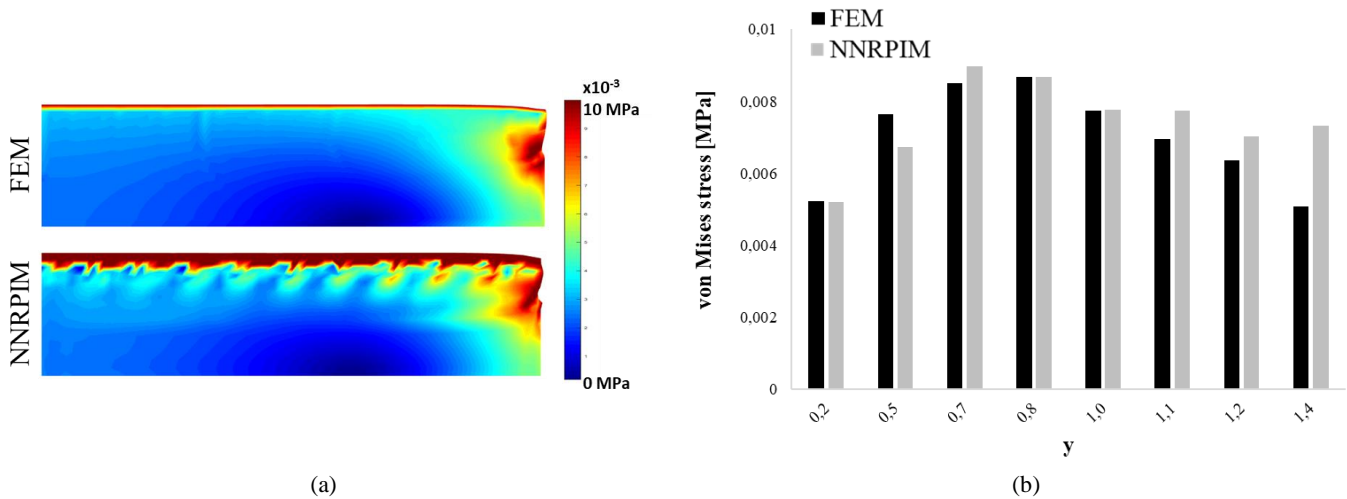 FEM
NNRPIM
x10-3
10 MPa
0 MPa
(a)
FEM
NNRPIM
von Mises stress [MPa]
0,01
0,008
0,006
0,004
0,002
0
0,2 0,5 0,7 0,8 1,0 1,1 1,2 1,4
y
(b)